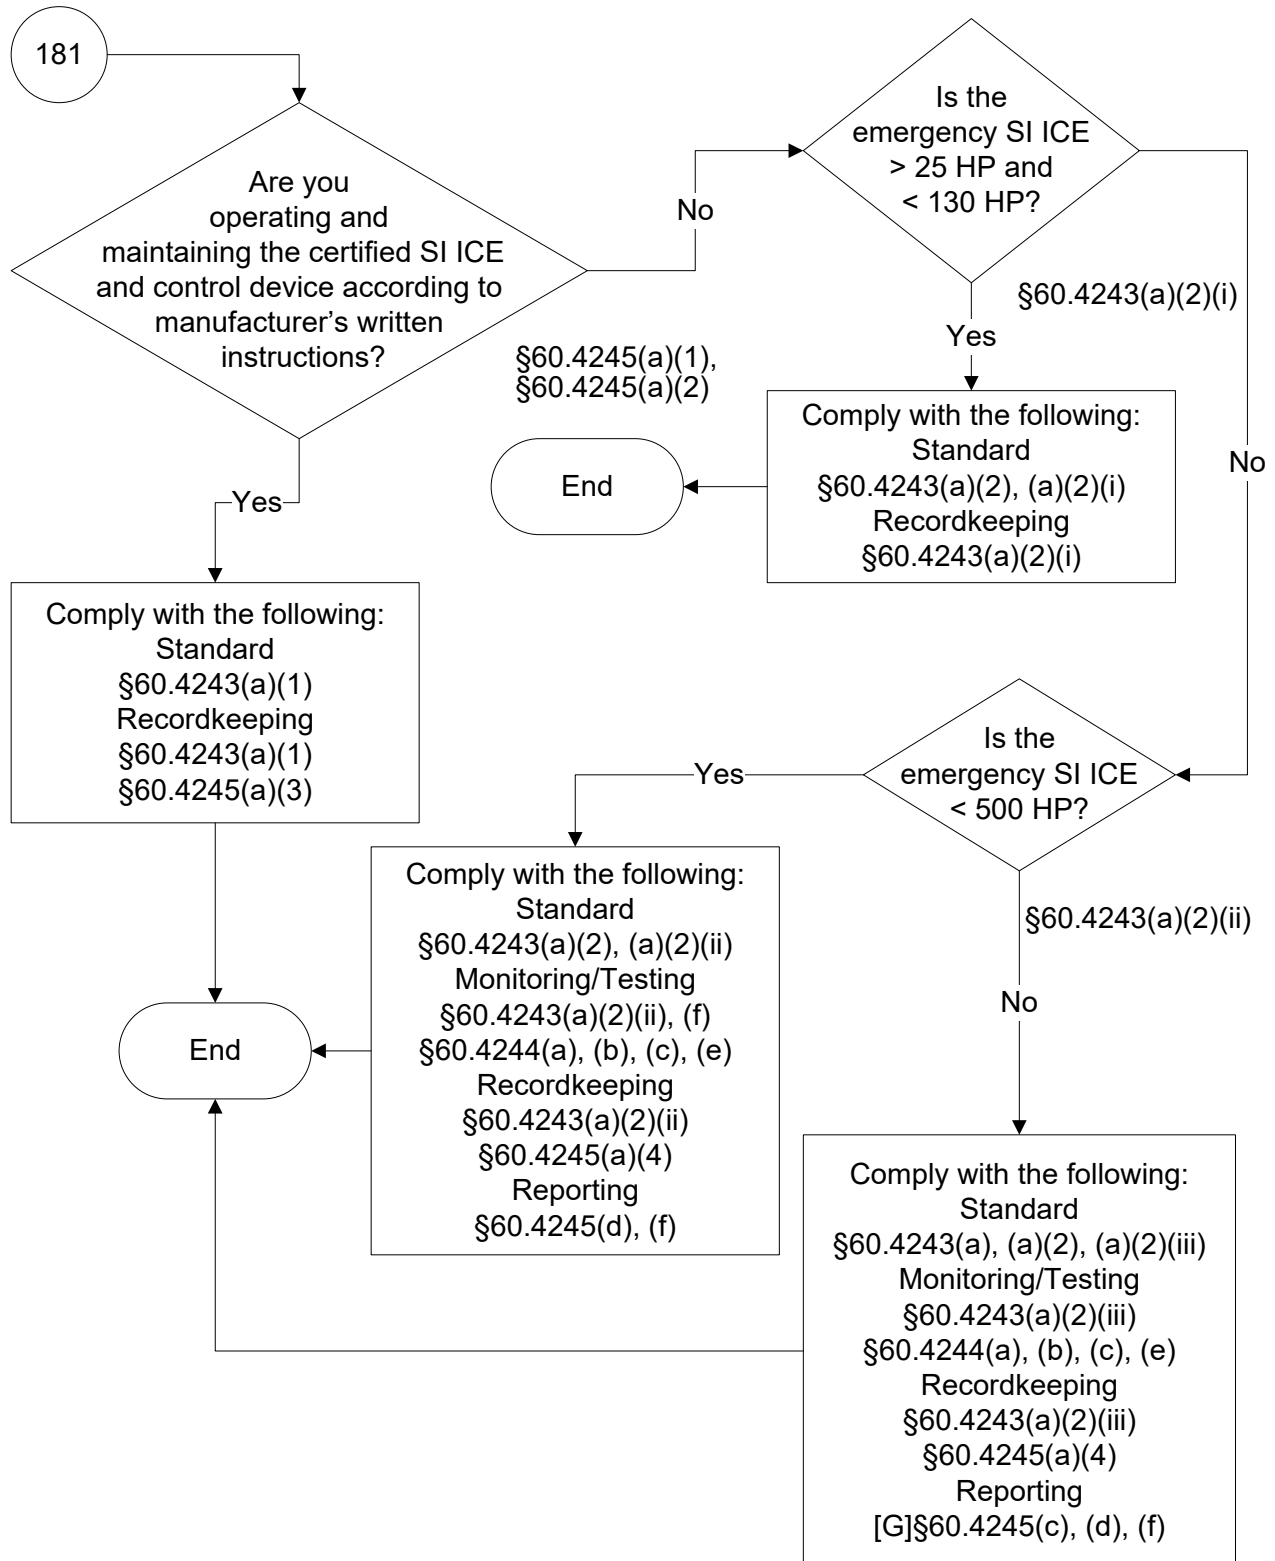 181
Are you
operating and
maintaining the certified SI ICE
and control device according to
manufacturer's written
instructions?
No
Is the
emergency SI ICE
> 25 HP and
< 130 HP?
§60.4243(a)(2)(i)
Yes
No
§60.4245(a)(1),
§60.4245(a)(2)
Comply with the following:
Standard
§60.4243(a)(2), (a)(2)(i)
Recordkeeping
§60.4243(a)(2)(i)
End
Yes
Comply with the following:
Standard
§60.4243(a)(1)
Recordkeeping
§60.4243(a)(1)
§60.4245(a)(3)
Is the
emergency SI ICE
< 500 HP?
Yes
§60.4243(a)(2)(ii)
No
Comply with the following:
Standard
§60.4243(a)(2), (a)(2)(ii)
Monitoring/Testing
§60.4243(a)(2)(ii), (f)
§60.4244(a), (b), (c), (e)
Recordkeeping
§60.4243(a)(2)(ii)
§60.4245(a)(4)
Reporting
§60.4245(d), (f)
End
Comply with the following:
Standard
§60.4243(a), (a)(2), (a)(2)(iii)
Monitoring/Testing
§60.4243(a)(2)(iii)
§60.4244(a), (b), (c), (e)
Recordkeeping
§60.4243(a)(2)(iii)
§60.4245(a)(4)
Reporting
[G]§60.4245(c), (d), (f)